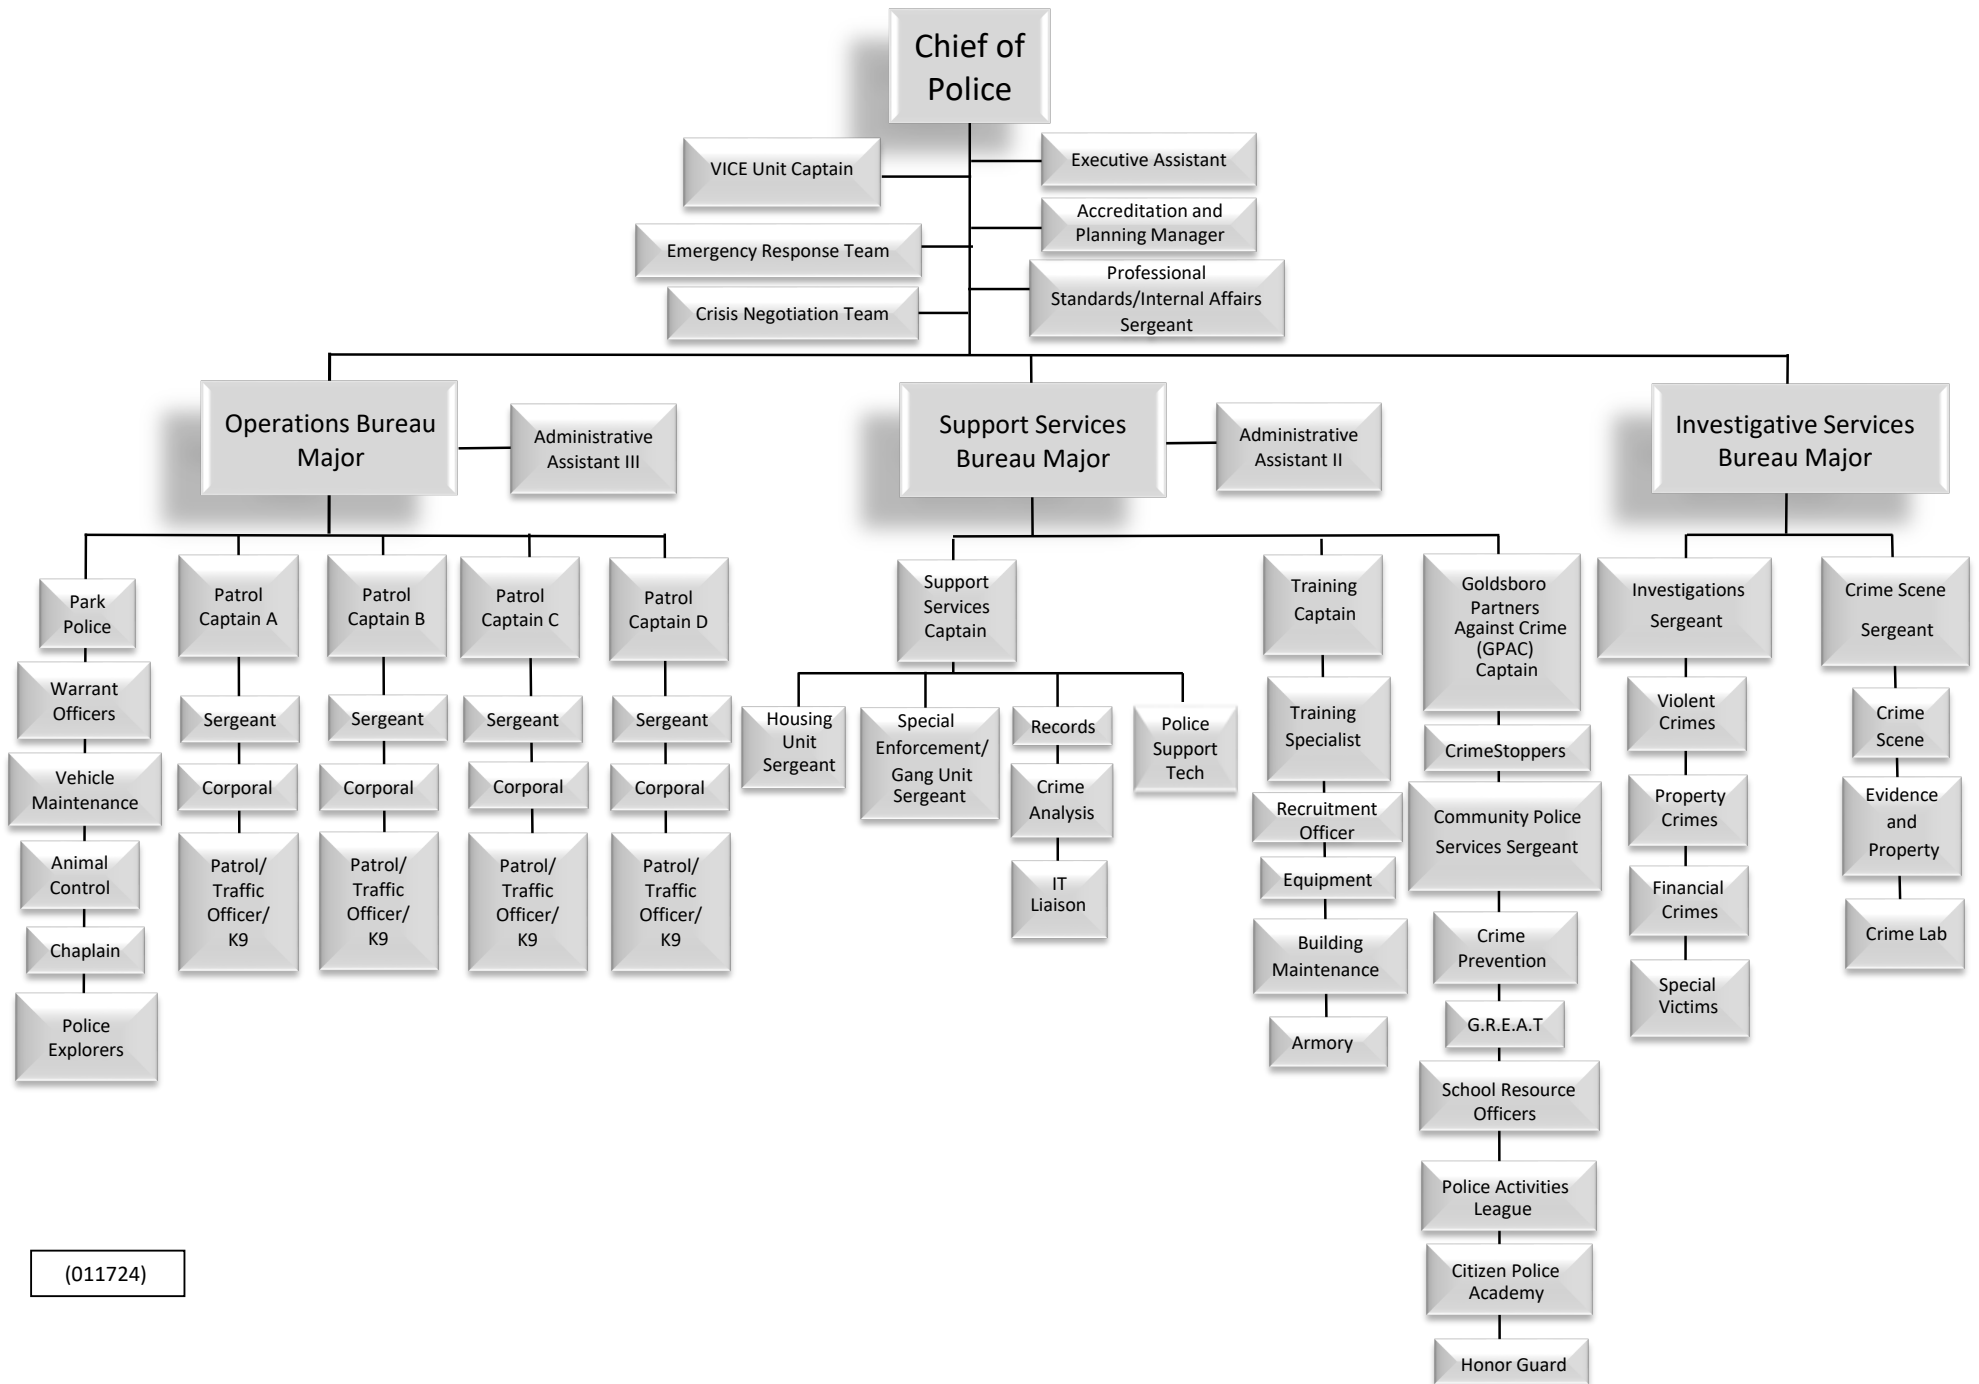 Chief of
Police
VICE Unit Captain
Executive Assistant
Accreditation and
Planning Manager
Emergency Response Team
Professional
Standards/Internal Affairs
Sergeant
Crisis Negotiation Team
Operations Bureau
Major
Administrative
Assistant III
Support Services
Bureau Major
Administrative
Assistant II
Investigative Services
Bureau Major
Park
Police
Warrant
Officers
Vehicle
Maintenance
Animal
Control
Chaplain
Police
Explorers
Patrol
Captain A
Sergeant
Corporal
Patrol/
Traffic
Officer/
K9
Patrol
Captain B
Sergeant
Corporal
Patrol/
Traffic
Officer/
K9
Patrol
Captain C
Sergeant
Corporal
Patrol/
Traffic
Officer/
K9
Patrol
Captain D
Sergeant
Corporal
Patrol/
Traffic
Officer/
K9
Support
Services
Captain
Housing
Unit
Sergeant
Special
Enforcement/
Gang Unit
Sergeant
Records
Crime
Analysis
IT
Liaison
Police
Support
Tech
Training
Captain
Training
Specialist
Recruitment
Officer
Equipment
Building
Maintenance
Armory
Goldsboro
Partners
Against Crime
(GPAC)
Captain
CrimeStoppers
Community Police
Services Sergeant
Crime
Prevention
G.R.E.A.T
School Resource
Officers
Police Activities
League
Citizen Police
Academy
Honor Guard
Investigations
Sergeant
Violent
Crimes
Property
Crimes
Financial
Crimes
Special
Victims
Crime Scene
Sergeant
Crime
Scene
Evidence
and
Property
Crime Lab
(011724)